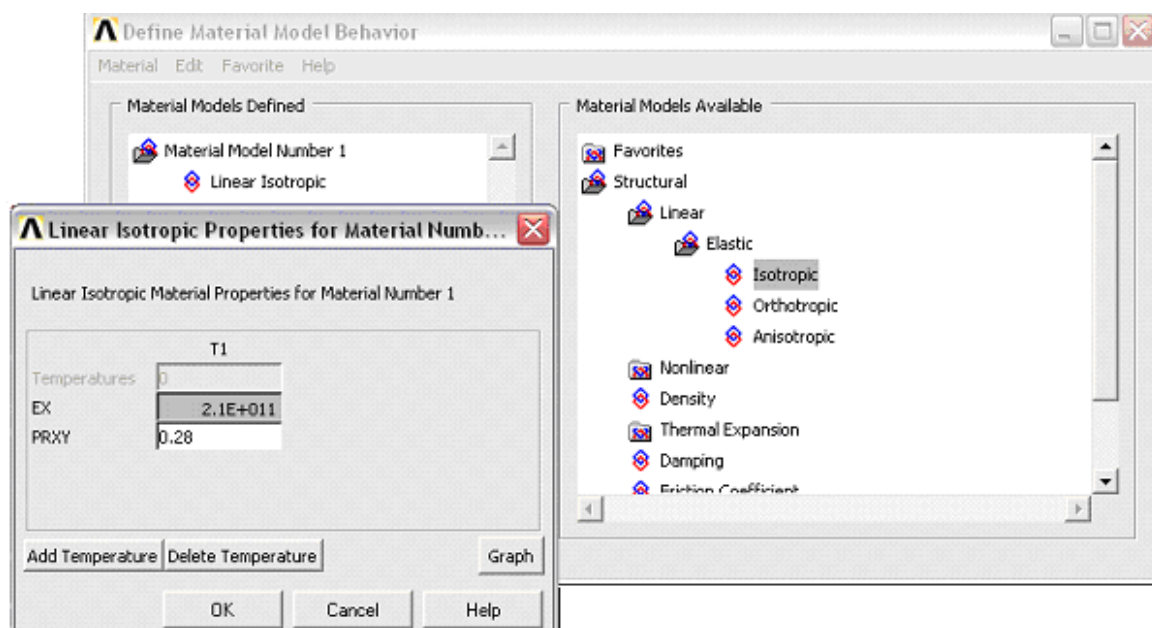 Define Material Model Behavior
Material Edit Favorite Help
Material Models Defined
Material Model Number 1
Linear Isotropic
Material Models Available
Favorites
Structural
Linear
Elastic
Isotropic
Orthotropic
Anisotropic
Nonlinear
Density
Thermal Expansion
Damping
Friction Coefficient
Linear Isotropic Properties for Material Numb...
Linear Isotropic Material Properties for Material Number 1
T1
Temperatures 0
EX 2.1E+011
PRXY 0.28
Add Temperature Delete Temperature Graph
OK Cancel Help